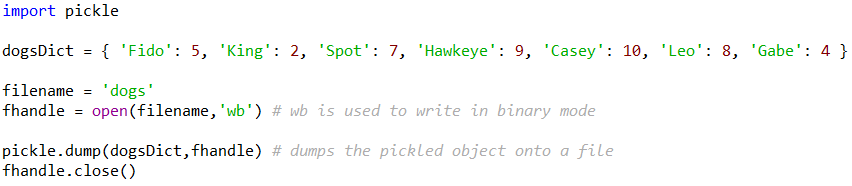 import pickle
dogsDict = { 'Fido': 5, 'King': 2, 'Spot': 7, 'Hawkeye': 9, 'Casey': 10, 'Leo': 8, 'Gabe': 4 }
filename = 'dogs'
fhandle = open(filename,'wb') # wb is used to write in binary mode
pickle.dump(dogsDict,fhandle) # dumps the pickled object onto a file
fhandle.close()